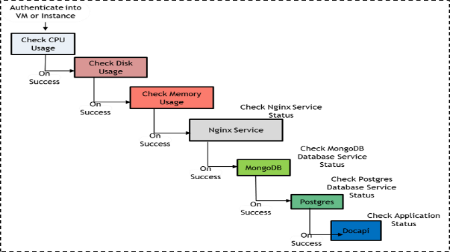 Authenticate into
VM or Instance
Check CPU
Usage
On
Success
Check Disk
Usage
On
Success
Check Memory
Usage
On
Success
Check Nginx Service
Status
Nginx Service
On
Success
Check MongoDB
Database Service
Status
MongoDB
On
Success
Check Postgres
Database Service
Status
Postgres
On
Success
Check Application
Status
Docapi